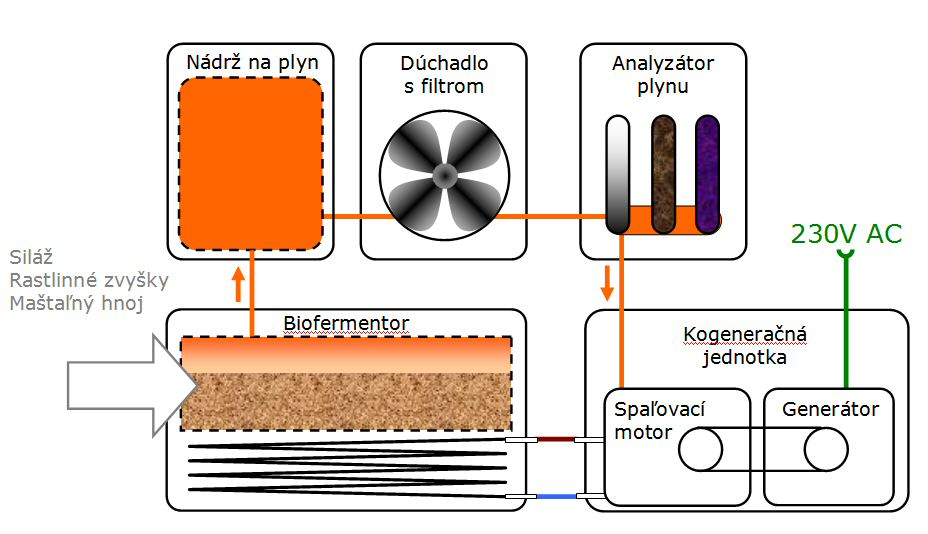 Nádrž na plyn
Dúchadlo
s filtrom
Analyzátor
plynu
230V AC
Siláž
Rastlinné zvyšky
Maštaľný hnoj
Biofermentor
Kogeneračná
jednotka
Spaľovací
motor
Generátor